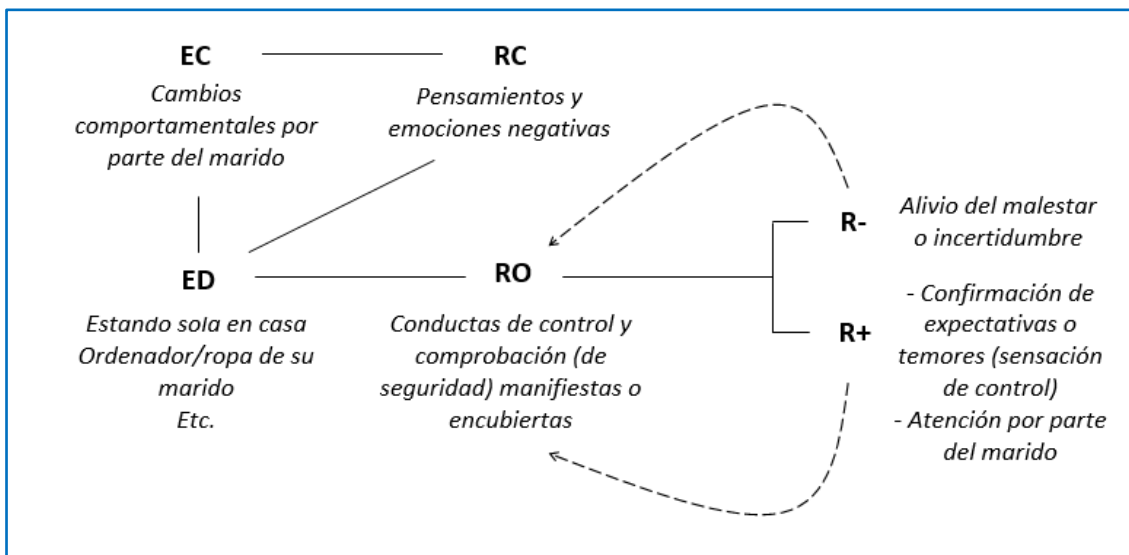 EC
Cambios
comportamentales por
parte del marido
RC
Pensamientos y
emociones negativas
ED
Estando sola en casa
Ordenador/ropa de su
marido
Etc.
RO
Conductas de control y
comprobación (de
seguridad) manifiestas o
encubiertas
R-
Alivio del malestar
o incertidumbre
R+
- Confirmación de
expectativas o
temores (sensación
de control)
- Atención por parte
del marido